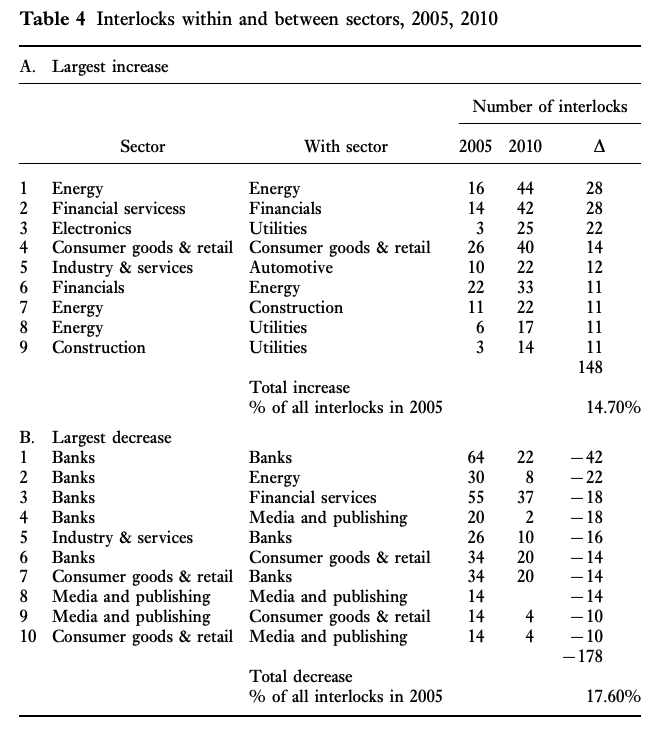 Table 4 Interlocks within and between sectors, 2005, 2010
A. Largest increase
Number of interlocks
Sector With sector 2005 2010 Δ
1 Energy Energy 16 44 28
2 Financial servicess Financials 14 42 28
3 Electronics Utilities 3 25 22
4 Consumer goods & retail Consumer goods & retail 26 40 14
5 Industry & services Automotive 10 22 12
6 Financials Energy 22 33 11
7 Energy Construction 11 22 11
8 Energy Utilities 6 17 11
9 Construction Utilities 3 14 11
148
Total increase
% of all interlocks in 2005 14.70%
B. Largest decrease
1 Banks Banks 64 22 −42
2 Banks Energy 30 8 −22
3 Banks Financial services 55 37 −18
4 Banks Media and publishing 20 2 −18
5 Industry & services Banks 26 10 −16
6 Banks Consumer goods & retail 34 20 −14
7 Consumer goods & retail Banks 34 20 −14
8 Media and publishing Media and publishing 14 −14
9 Media and publishing Consumer goods & retail 14 4 −10
10 Consumer goods & retail Media and publishing 14 4 −10
−178
Total decrease
% of all interlocks in 2005 17.60%